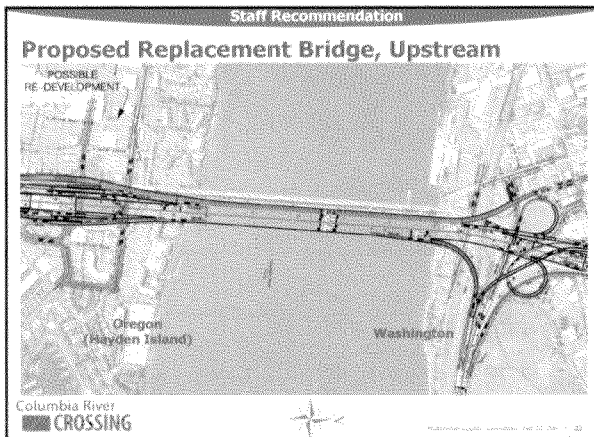 Staff Recommendation
Proposed Replacement Bridge, Upstream
POSSIBLE
RE-DEVELOPMENT
Oregon
(Hayden Island)
Washington
Columbia River
CROSSING